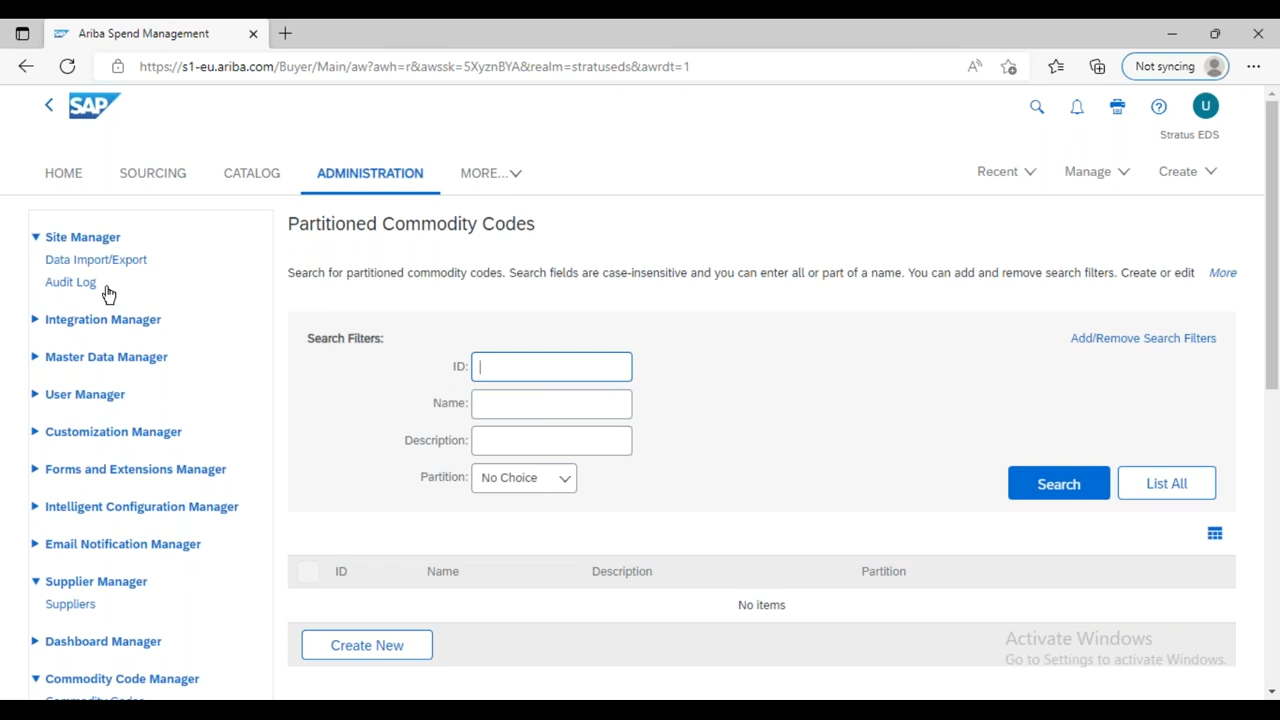 Ariba Spend Management
https://s1-eu.ariba.com/Buyer/Main/aw?awh=r&awssk=5XyznBYA&realm=stratuseds&awrdt=1
Not syncing
SAP
U
Stratus EDS
HOME SOURCING CATALOG ADMINISTRATION MORE... Recent Manage Create
Site Manager
Data Import/Export
Audit Log
Integration Manager
Master Data Manager
User Manager
Customization Manager
Forms and Extensions Manager
Intelligent Configuration Manager
Email Notification Manager
Supplier Manager
Suppliers
Dashboard Manager
Commodity Code Manager
Partitioned Commodity Codes
Search for partitioned commodity codes. Search fields are case-insensitive and you can enter all or part of a name. You can add and remove search filters. Create or edit More
Search Filters: Add/Remove Search Filters
ID:
Name:
Description:
Partition: No Choice
Search List All
ID Name Description Partition
No items
Create New
Activate Windows
Go to Settings to activate Windows.